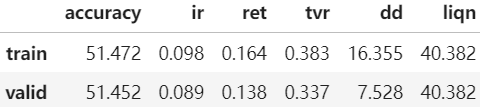 accuracy ir ret tvr dd liqn
train 51.472 0.098 0.164 0.383 16.355 40.382
valid 51.452 0.089 0.138 0.337 7.528 40.382